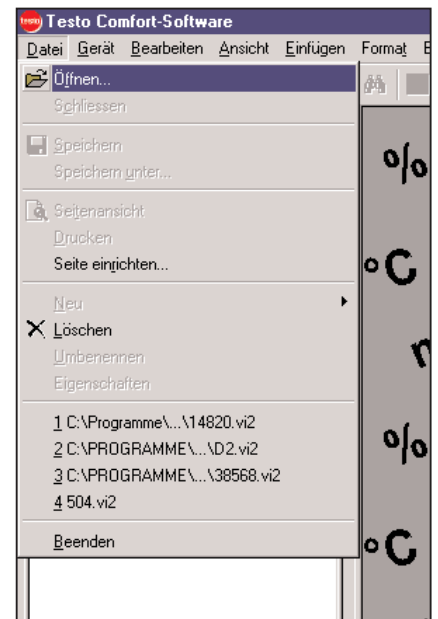 testo Testo Comfort-Software
Datei Gerät Bearbeiten Ansicht Einfügen Format
Öffnen...
Schliessen
Speichern
Speichern unter...
Seitenansicht
Drucken
Seite einrichten...
Neu
Löschen
Umbenennen
Eigenschaften
1 C:\Programme\...\14820.vi2
2 C:\PROGRAMME\...\D2.vi2
3 C:\PROGRAMME\...\38568.vi2
4 504.vi2
Beenden
%
°C
%
°C